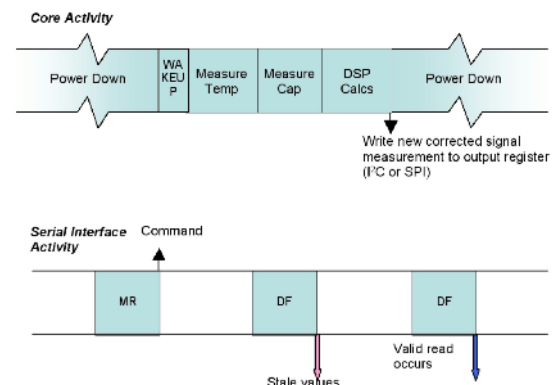 Core Activity
Power Down
WA
KEU
P
Measure
Temp
Measure
Cap
DSP
Calcs
Power Down
Write new corrected signal
measurement to output register
(I²C or SPI)
Serial Interface
Activity
Command
MR
DF
DF
Valid read
occurs
Stale values